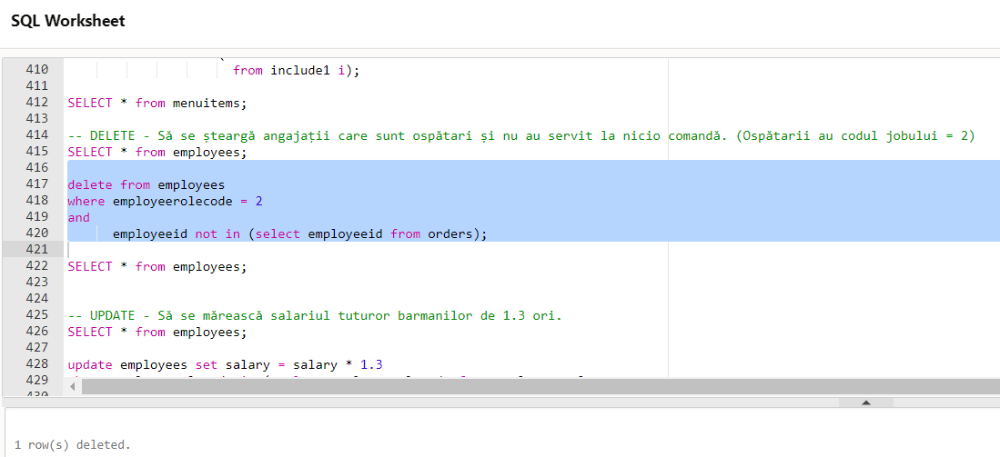 SQL Worksheet
410 from include1 i);
411
412 SELECT * from menuitems;
413
414 -- DELETE - Să se șteargă angajații care sunt ospătari și nu au servit la nicio comandă. (Ospătarii au codul jobului = 2)
415 SELECT * from employees;
416
417 delete from employees
418 where employeerolecode = 2
419 and
420 employeeid not in (select employeeid from orders);
421
422 SELECT * from employees;
423
424
425 -- UPDATE - Să se mărească salariul tuturor barmanilor de 1.3 ori.
426 SELECT * from employees;
427
428 update employees set salary = salary * 1.3
429
1 row(s) deleted.